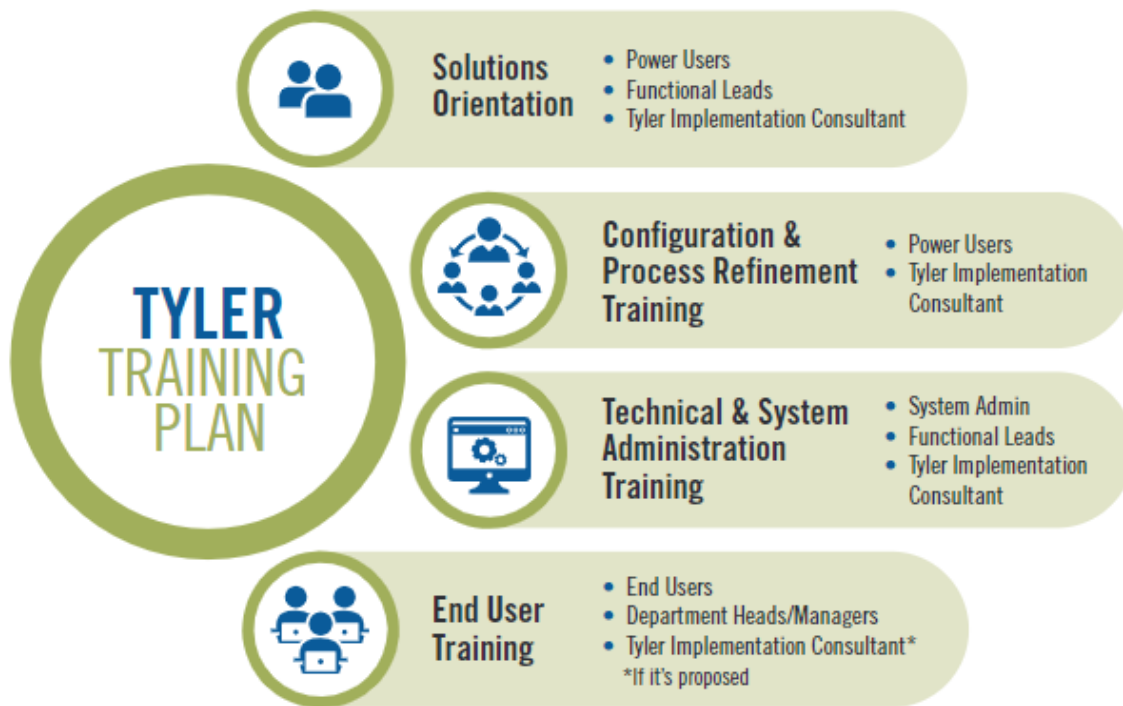 TYLER
TRAINING
PLAN
Solutions
Orientation
• Power Users
• Functional Leads
• Tyler Implementation Consultant
Configuration &
Process Refinement
Training
• Power Users
• Tyler Implementation
Consultant
Technical & System
Administration
Training
• System Admin
• Functional Leads
• Tyler Implementation
Consultant
End User
Training
• End Users
• Department Heads/Managers
• Tyler Implementation Consultant*
*If it's proposed